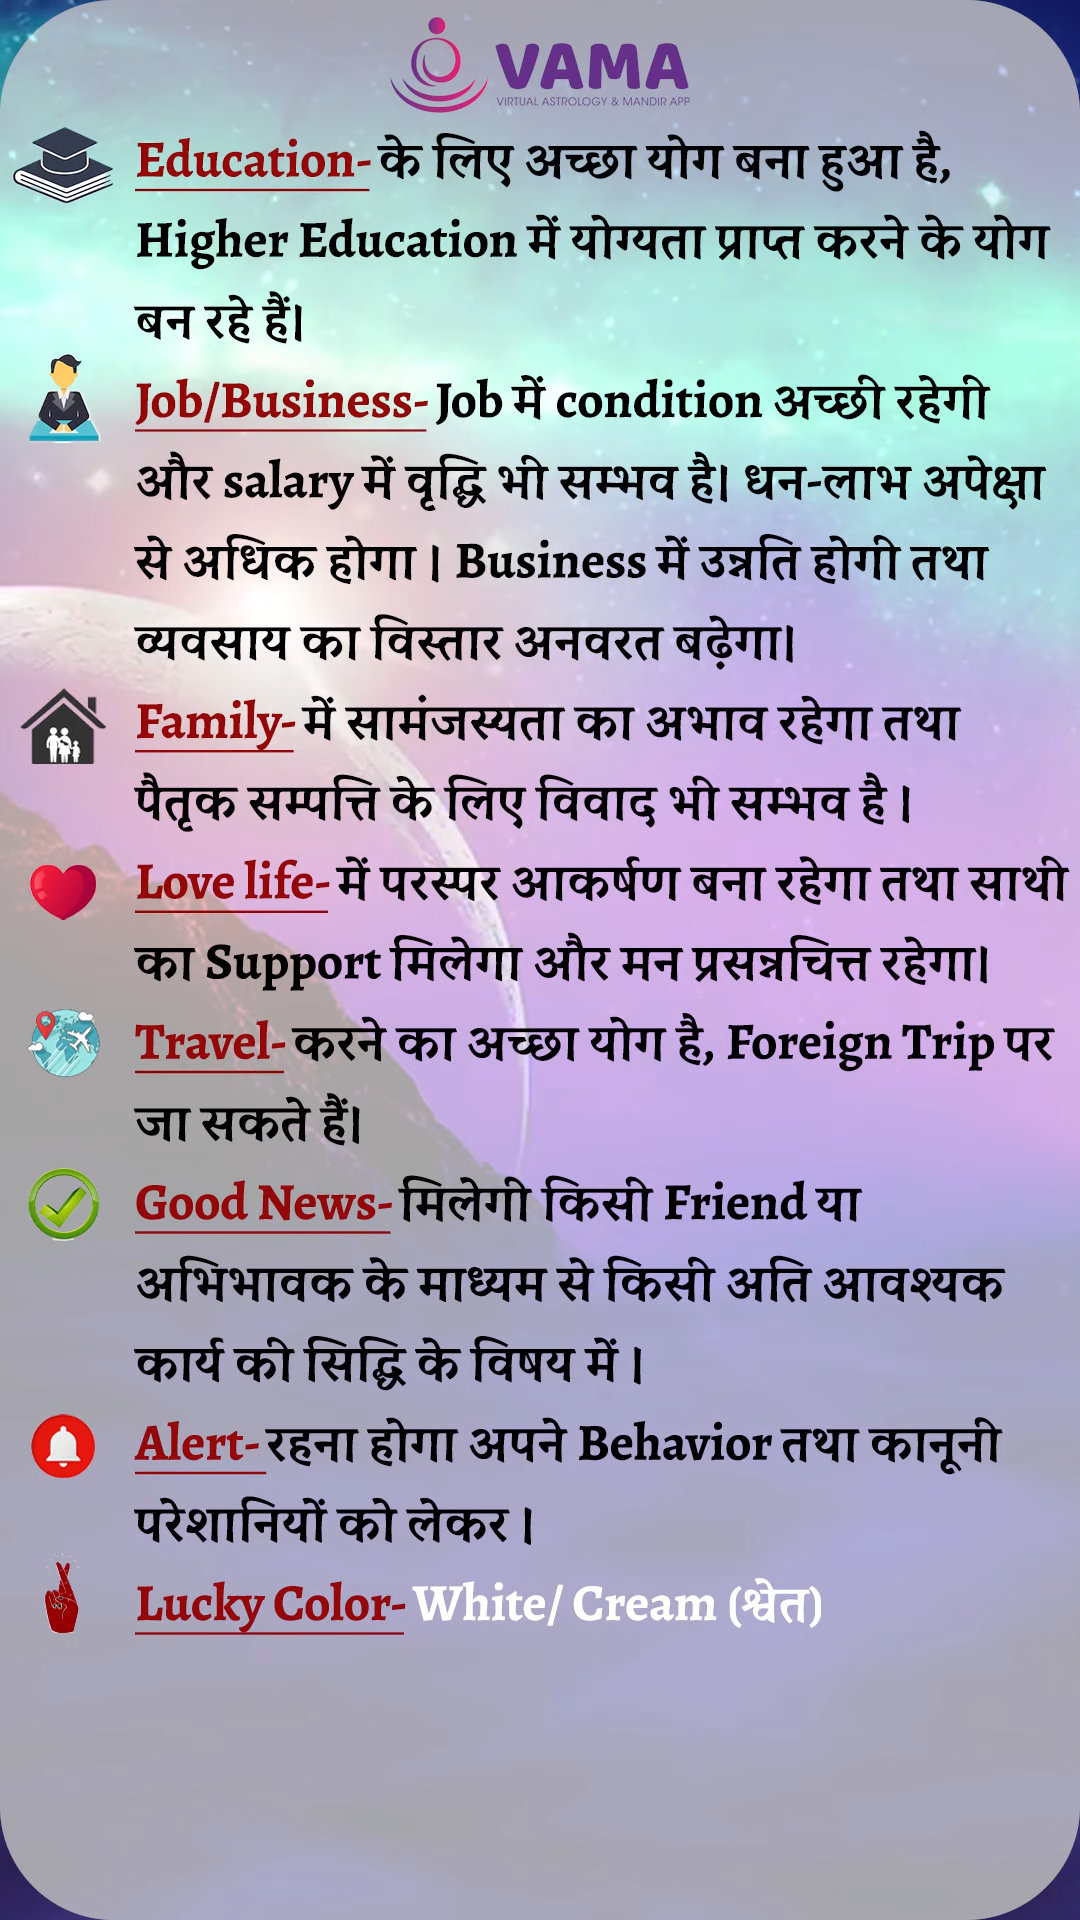 VAMA
VIRTUAL ASTROLOGY & MANDIR APP
Education- के लिए अच्छा योग बना हुआ है,
Higher Education में योग्यता प्राप्त करने के योग
बन रहे हैं।
Job/Business- Job में condition अच्छी रहेगी
और salary में वृद्धि भी सम्भव है। धन-लाभ अपेक्षा
से अधिक होगा । Business में उन्नति होगी तथा
व्यवसाय का विस्तार अनवरत बढ़ेगा।
Family- में सामंजस्यता का अभाव रहेगा तथा
पैतृक सम्पत्ति के लिए विवाद भी सम्भव है ।
Love life- में परस्पर आकर्षण बना रहेगा तथा साथी
का Support मिलेगा और मन प्रसन्नचित्त रहेगा।
Travel- करने का अच्छा योग है, Foreign Trip पर
जा सकते हैं।
Good News- मिलेगी किसी Friend या
अभिभावक के माध्यम से किसी अति आवश्यक
कार्य की सिद्धि के विषय में ।
Alert- रहना होगा अपने Behavior तथा कानूनी
परेशानियों को लेकर ।
Lucky Color- White/ Cream (श्वेत)